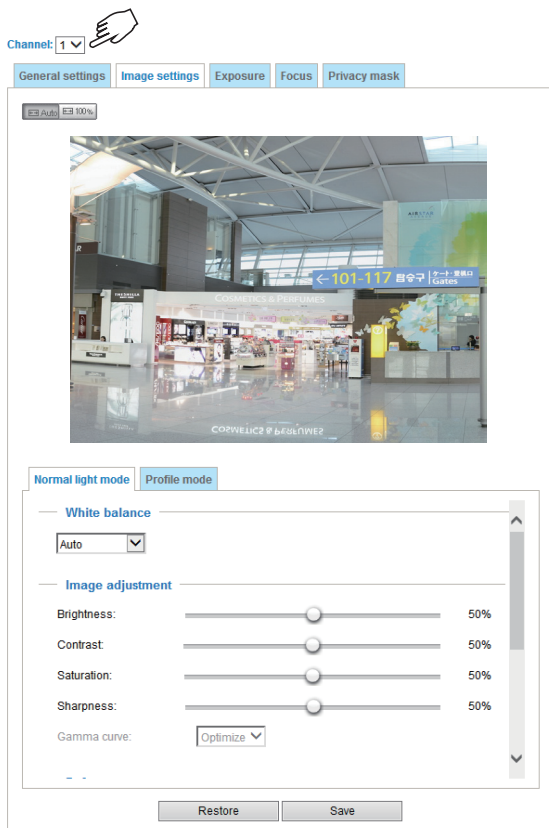 Channel: 1
General settings
Image settings
Exposure
Focus
Privacy mask
Auto
100%
AIRSTAR
←101-117 탑승구 ゲート·登機口
Gates
COSMETICS & PERFUMES
COSMETICS & PERFUMES
Normal light mode
Profile mode
White balance
Auto
Image adjustment
Brightness: 50%
Contrast: 50%
Saturation: 50%
Sharpness: 50%
Gamma curve: Optimize
Restore
Save